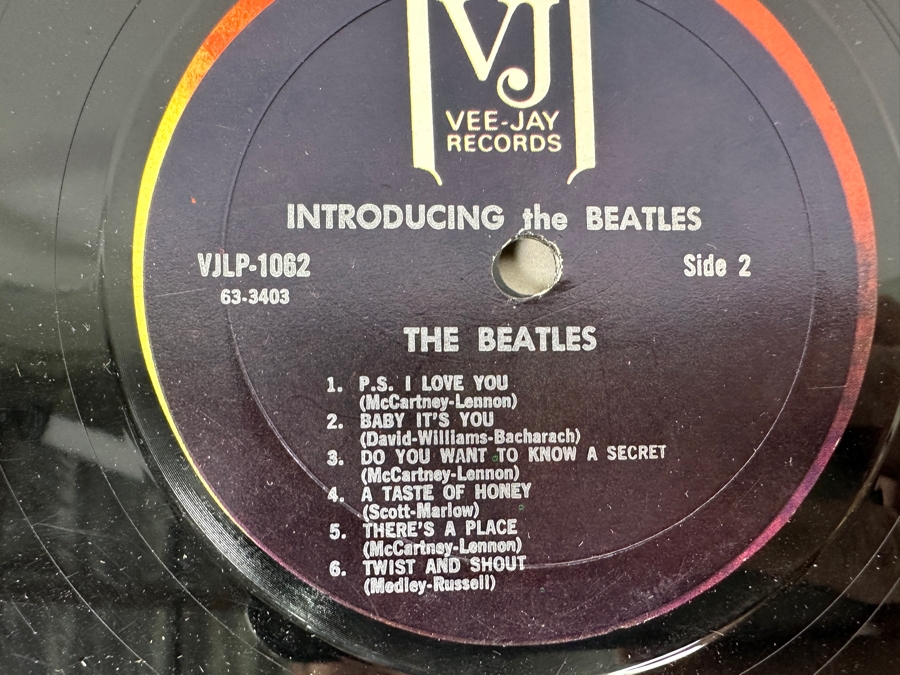 VJ
VEE-JAY
RECORDS
INTRODUCING the BEATLES
VJLP-1062
Side 2
63-3403
THE BEATLES
1. P.S. I LOVE YOU
(McCartney-Lennon)
2. BABY IT'S YOU
(David-Williams-Bacharach)
3. DO YOU WANT TO KNOW A SECRET
(McCartney-Lennon)
4. A TASTE OF HONEY
(Scott-Marlow)
5. THERE'S A PLACE
(McCartney-Lennon)
6. TWIST AND SHOUT
(Medley-Russell)